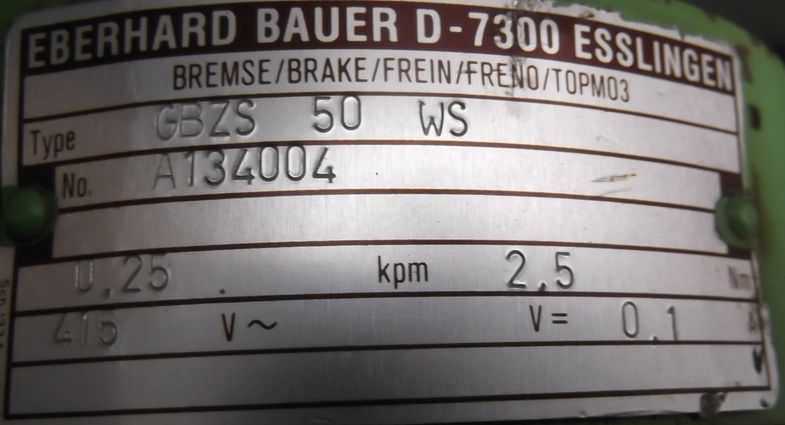 EBERHARD BAUER D-7300 ESSLINGEN
BREMSE/BRAKE/FREIN/FRENO/TOPMO3
Type GBZS 50 WS
No. A134004
0,25 kpm 2.5 Nm
415 V~ V= 0.1 A